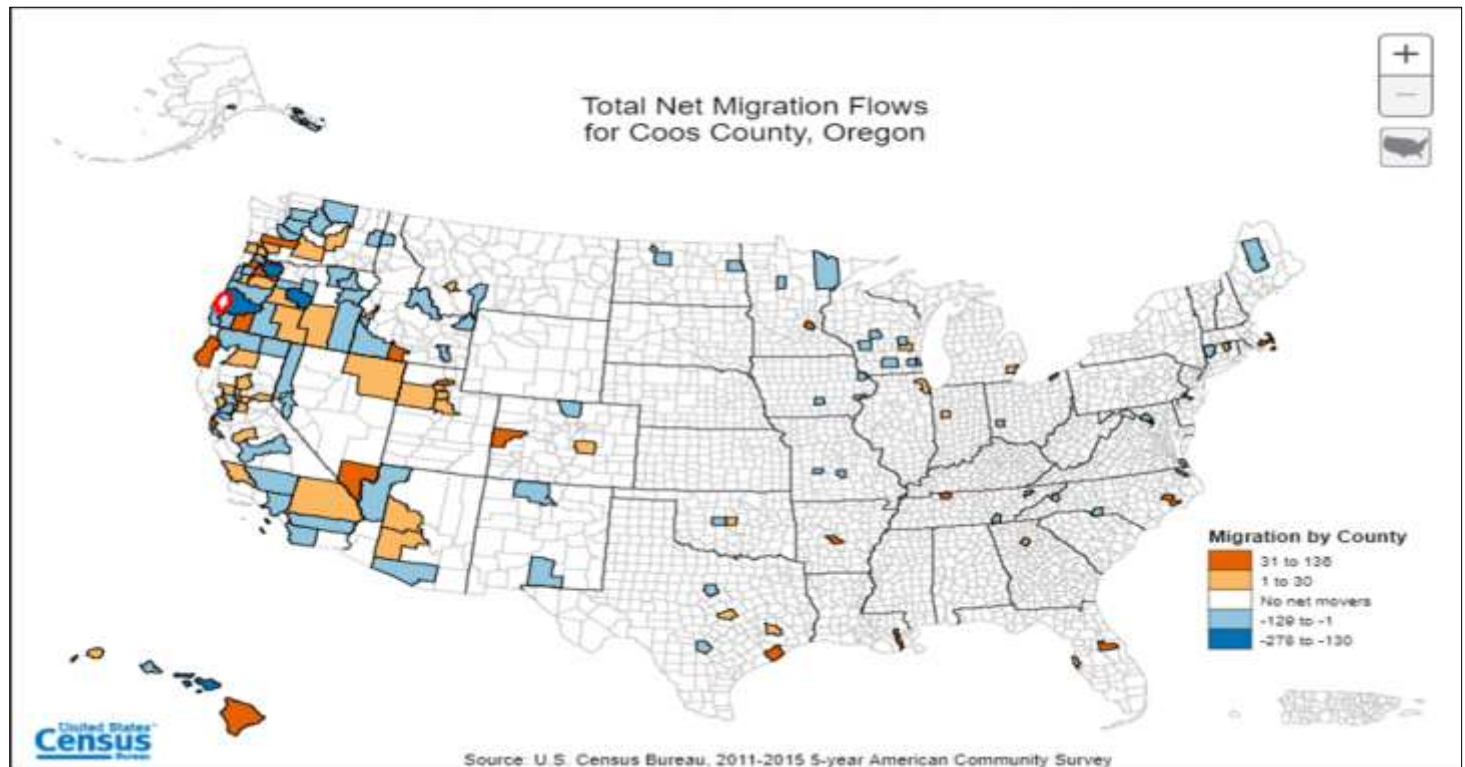 +
−
Total Net Migration Flows
for Coos County, Oregon
Migration by County
31 to 136
1 to 30
No net movers
-129 to -1
-276 to -130
United States™
Census
Bureau
Source: U.S. Census Bureau, 2011-2015 5-year American Community Survey